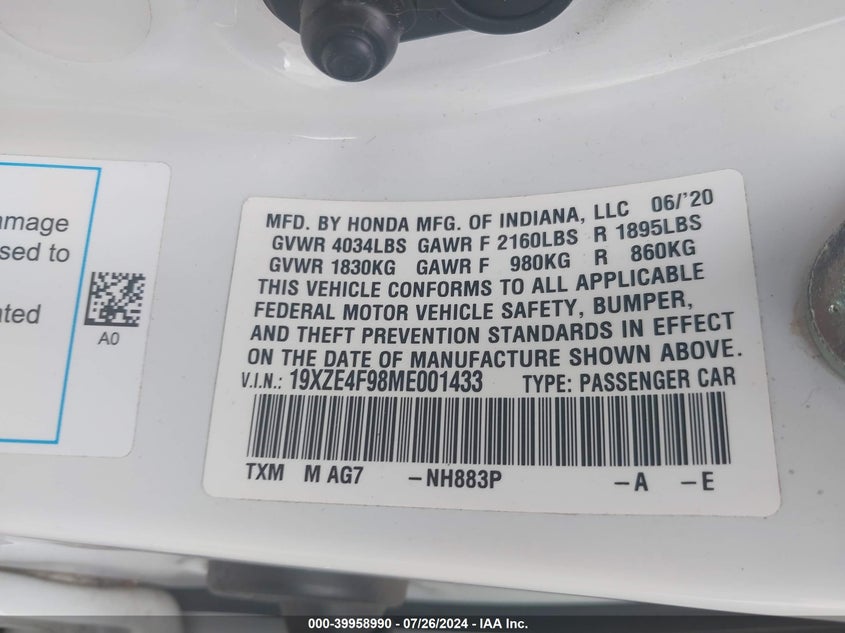 amage
sed to
ated
A0
MFD. BY HONDA MFG. OF INDIANA, LLC 06/'20
GVWR 4034LBS GAWR F 2160LBS R 1895LBS
GVWR 1830KG GAWR F 980KG R 860KG
THIS VEHICLE CONFORMS TO ALL APPLICABLE
FEDERAL MOTOR VEHICLE SAFETY, BUMPER,
AND THEFT PREVENTION STANDARDS IN EFFECT
ON THE DATE OF MANUFACTURE SHOWN ABOVE.
V.I.N.: 19XZE4F98ME001433 TYPE: PASSENGER CAR
TXM M AG7 -NH883P -A -E
000-39958990 / 07/26/2024 - IAA Inc.